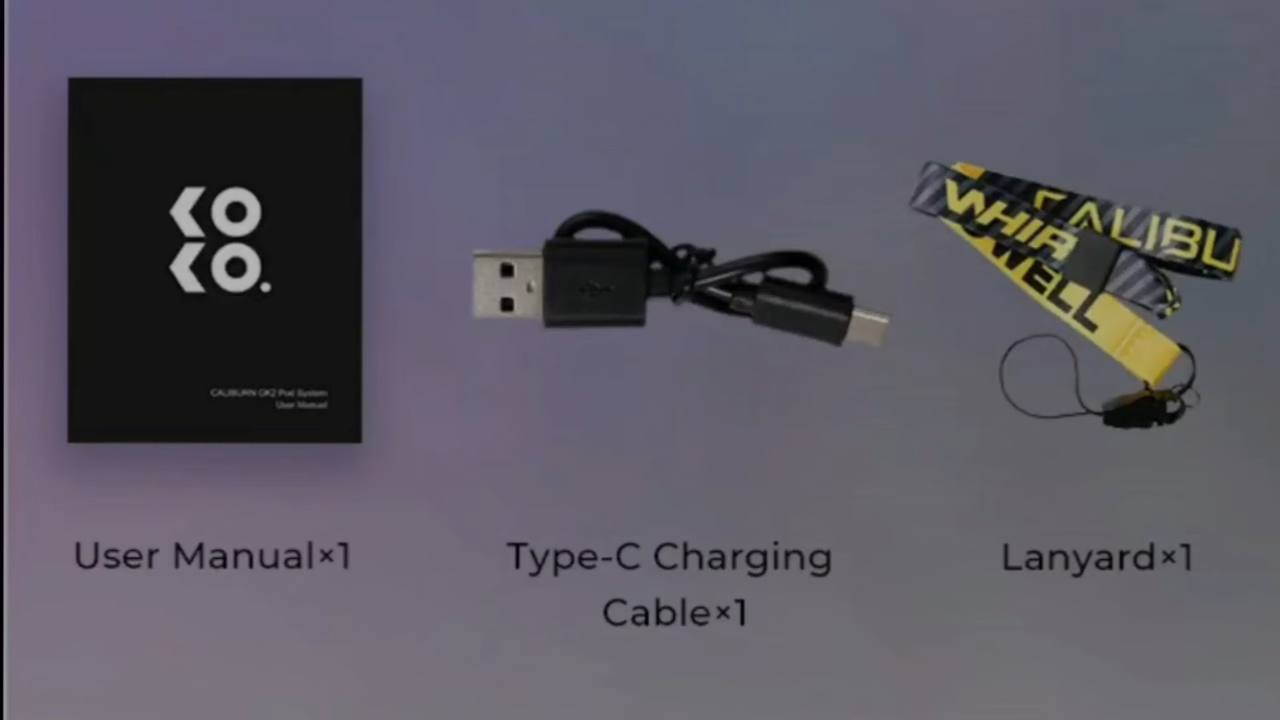 KO
KO.
CALIBURN GK2 Pod System
User Manual
WHIR
CALIBU
WELL
User Manual×1
Type-C Charging
Cable×1
Lanyard×1